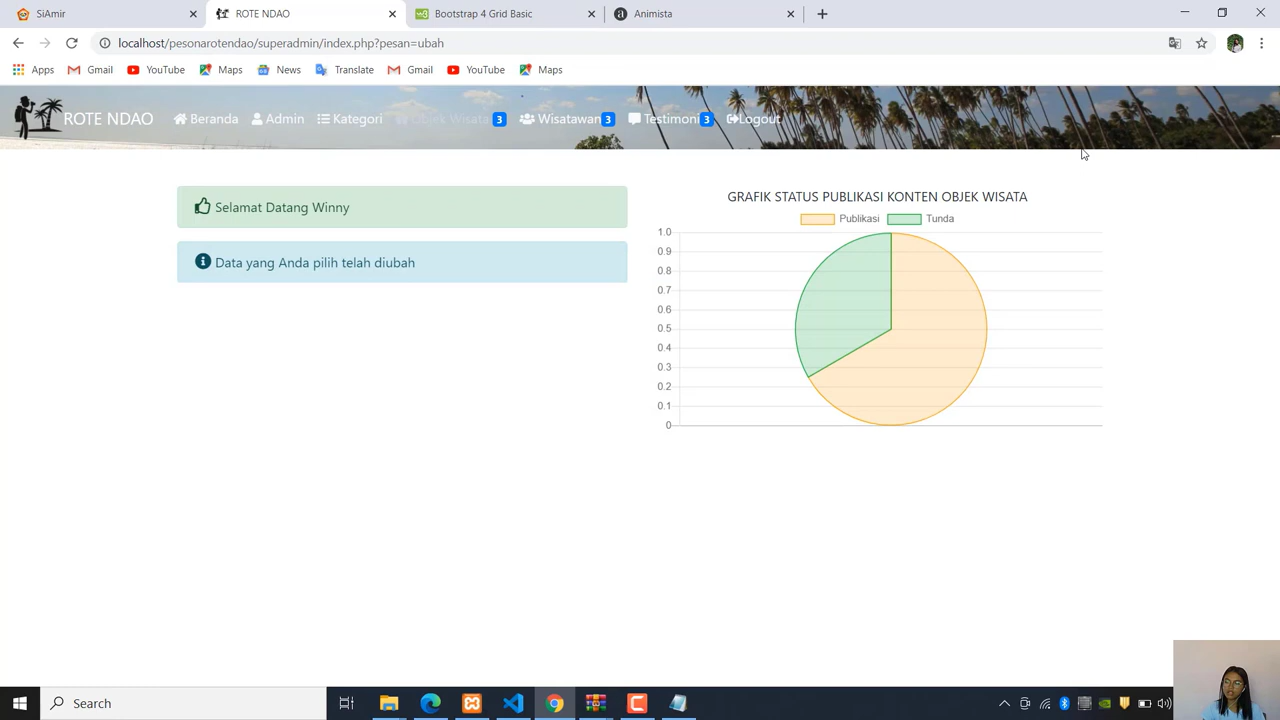 SiAmir
ROTE NDAO
Bootstrap 4 Grid Basic
Animista
localhost/pesonarotendao/superadmin/index.php?pesan=ubah
Apps
Gmail
YouTube
Maps
News
Translate
Gmail
YouTube
Maps
ROTE NDAO
Beranda
Admin
Kategori
Objek Wisata 3
Wisatawan 3
Testimoni 3
Logout
Selamat Datang Winny
Data yang Anda pilih telah diubah
GRAFIK STATUS PUBLIKASI KONTEN OBJEK WISATA
Publikasi
Tunda
1.0
0.9
0.8
0.7
0.6
0.5
0.4
0.3
0.2
0.1
0
Search